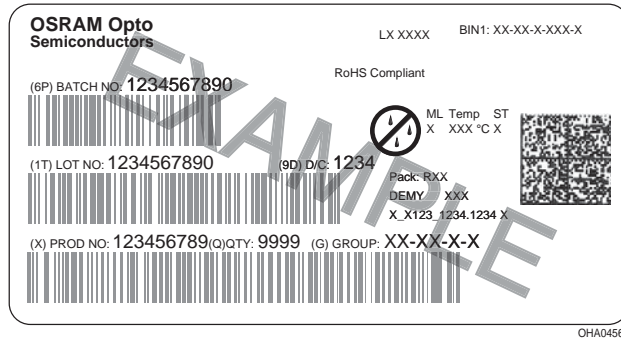 OSRAM Opto
Semiconductors
LX XXXX
BIN1: XX-XX-X-XXX-X
RoHS Compliant
(6P) BATCH NO: 1234567890
ML Temp ST
X XXX °C X
(1T) LOT NO: 1234567890
(9D) D/C: 1234
Pack: RXX
DEMY XXX
X_X123_1234.1234 X
(X) PROD NO: 123456789(Q)QTY: 9999 (G) GROUP: XX-XX-X-X
EXAMPLE
OHA0456